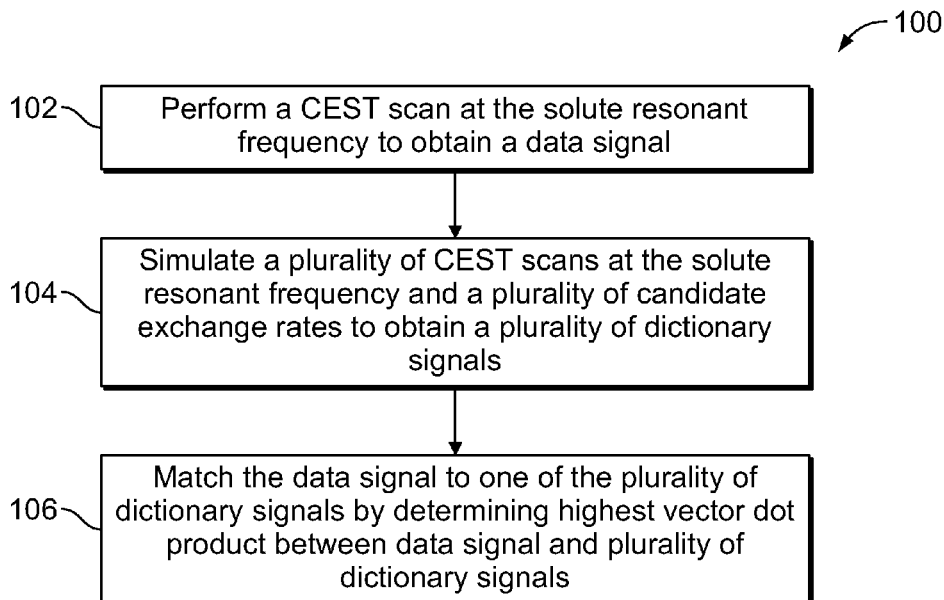 100
102
Perform a CEST scan at the solute resonant
frequency to obtain a data signal
104
Simulate a plurality of CEST scans at the solute
resonant frequency and a plurality of candidate
exchange rates to obtain a plurality of dictionary
signals
106
Match the data signal to one of the plurality of
dictionary signals by determining highest vector dot
product between data signal and plurality of
dictionary signals